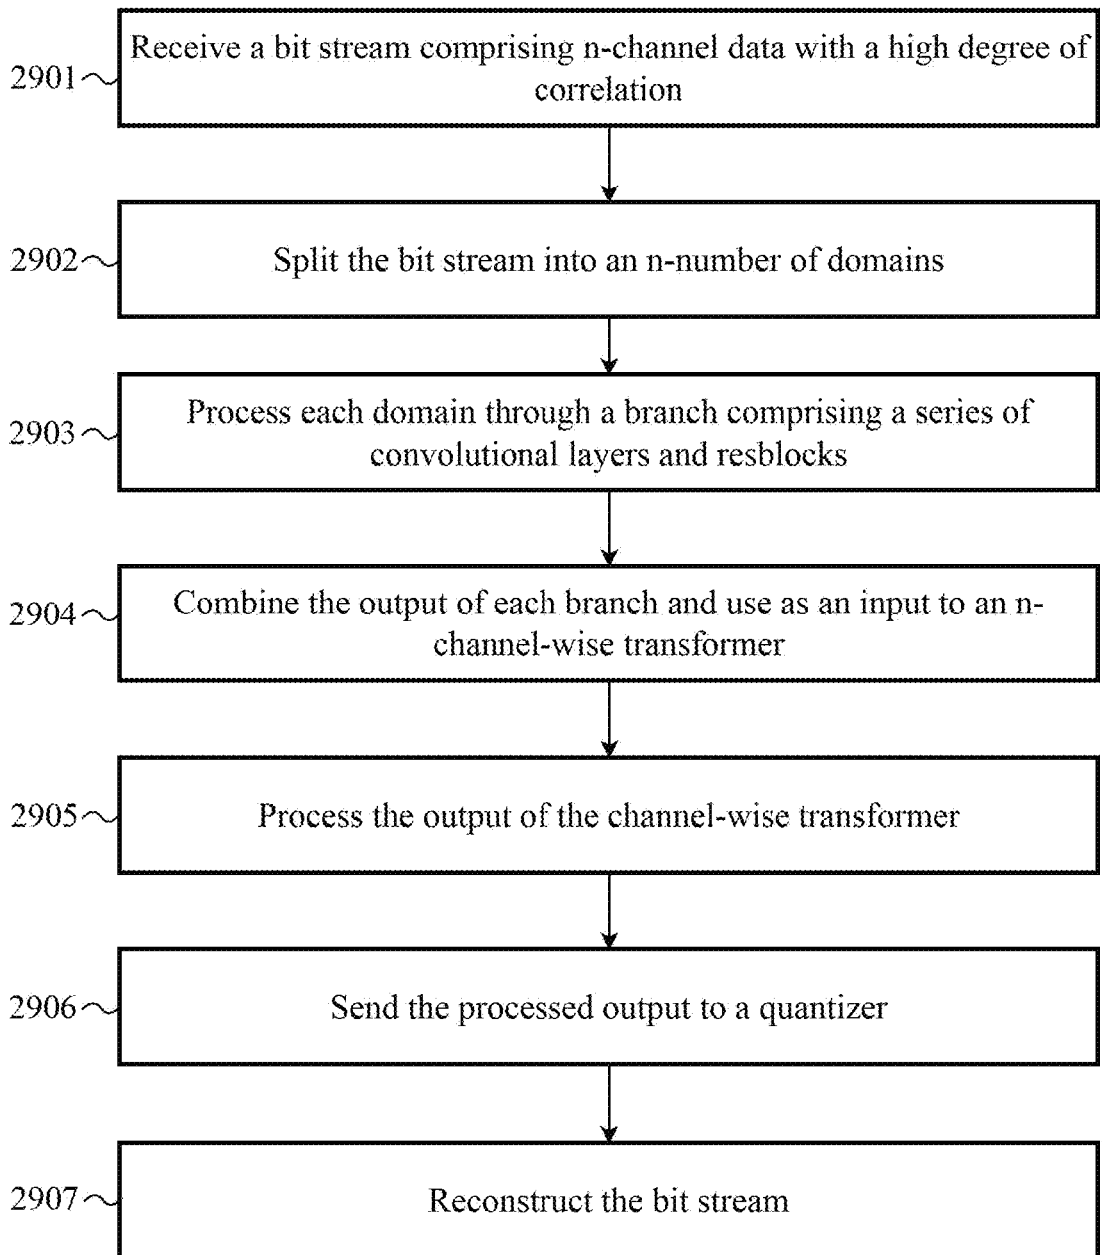 Receive a bit stream comprising n-channel data with a high degree of
2901
correlation
2902
Split the bit stream into an n-number of domains
Process each domain through a branch comprising a series of
2903
convolutional layers and resblocks
Combine the output of each branch and use as an input to an n-
2904
channel-wise transformer
2905
Process the output of the channel-wise transformer
2906
Send the processed output to a quantizer
2907
Reconstruct the bit stream